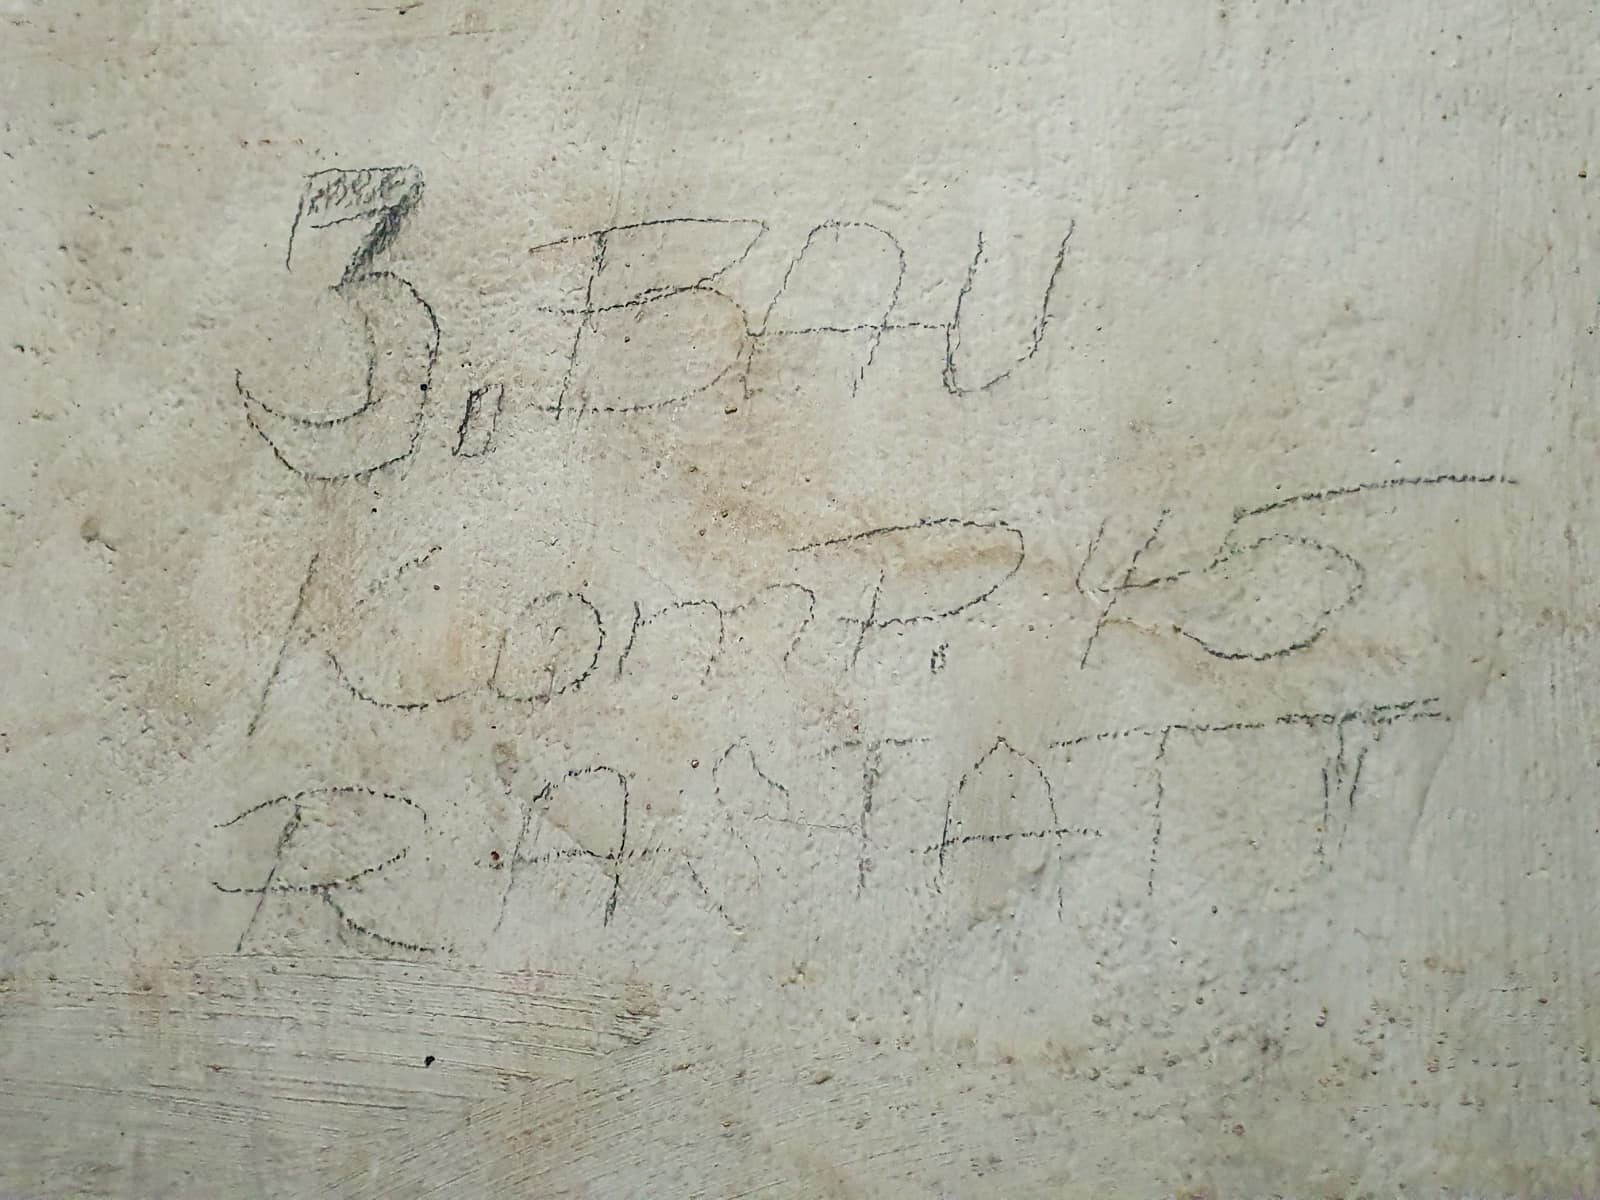 3. BAU
Komp. 45
RASTATT